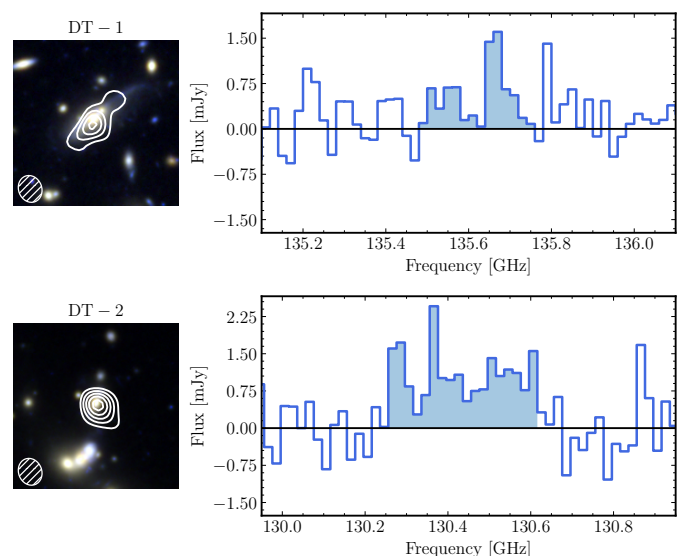 DT − 1
1.50
0.75
0.00
−0.75
−1.50
Flux [mJy]
135.2 135.4 135.6 135.8 136.0
Frequency [GHz]
DT − 2
2.25
1.50
0.75
0.00
−0.75
−1.50
Flux [mJy]
130.0 130.2 130.4 130.6 130.8
Frequency [GHz]